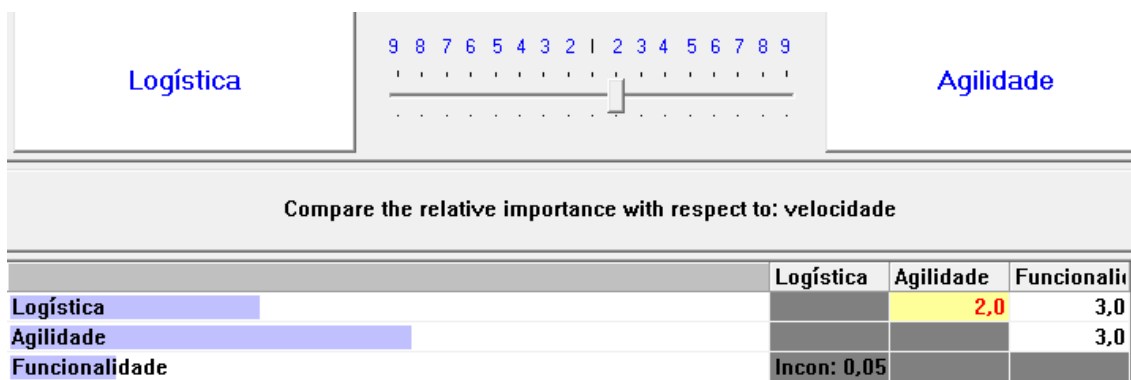 9 8 7 6 5 4 3 2 | 2 3 4 5 6 7 8 9
Logística Agilidade
Compare the relative importance with respect to: velocidade
Logística Agilidade Funcionali
Logística 2,0 3,0
Agilidade 3,0
Funcionalidade Incon: 0,05